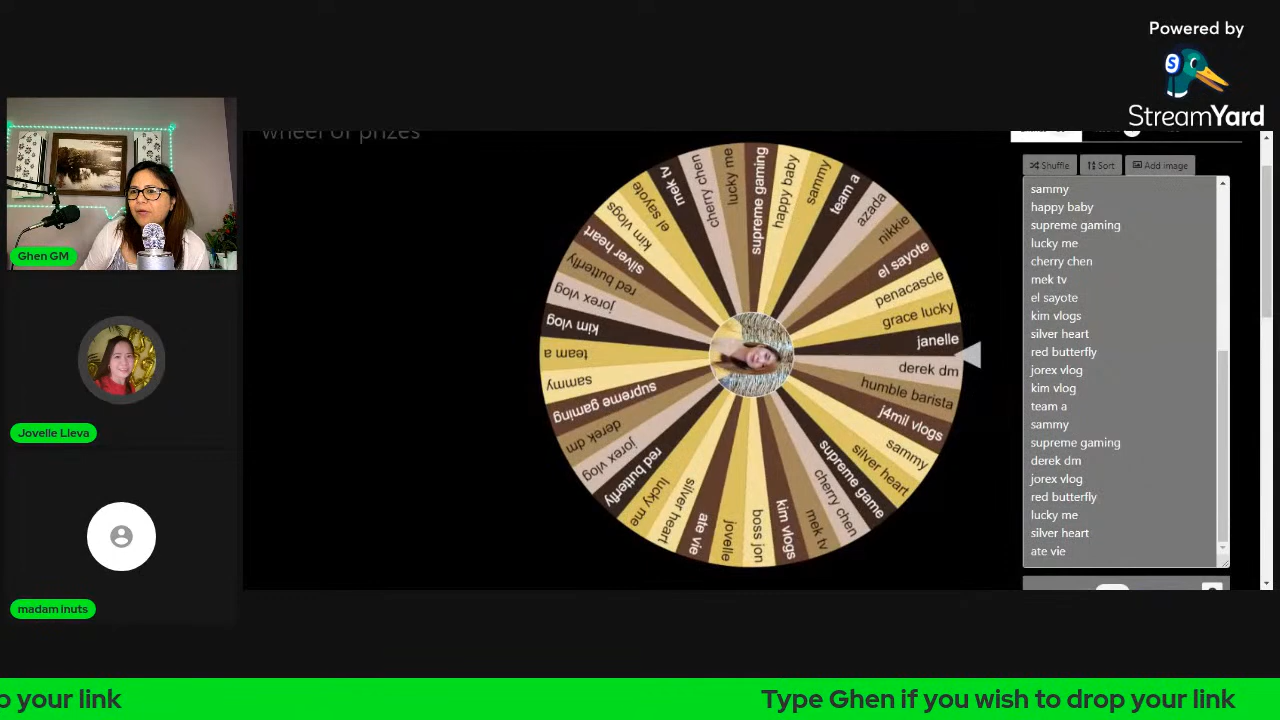 Powered by
S
StreamYard
wheel of prizes
Shuffle
Sort
Add image
sammy
happy baby
supreme gaming
lucky me
cherry chen
mek tv
el sayote
kim vlogs
silver heart
red butterfly
jorex vlog
kim vlog
team a
sammy
supreme gaming
derek dm
jorex vlog
red butterfly
lucky me
silver heart
ate vie
supreme gaming
happy baby
sammy
team a
azada
nikkie
el sayote
penacascle
grace lucky
janelle
derek dm
humble barista
j4mil vlogs
sammy
silver heart
supreme game
cherry chen
mek tv
kim vlogs
boss jon
jovelle
ate vie
silver heart
lucky me
red butterfly
jorex vlog
derek dm
supreme gaming
sammy
team a
kim vlog
jorex vlog
red butterfly
silver heart
kim vlogs
el sayote
mek tv
cherry chen
lucky me
Ghen GM
Jovelle Lleva
madam inuts
p your link
Type Ghen if you wish to drop your link